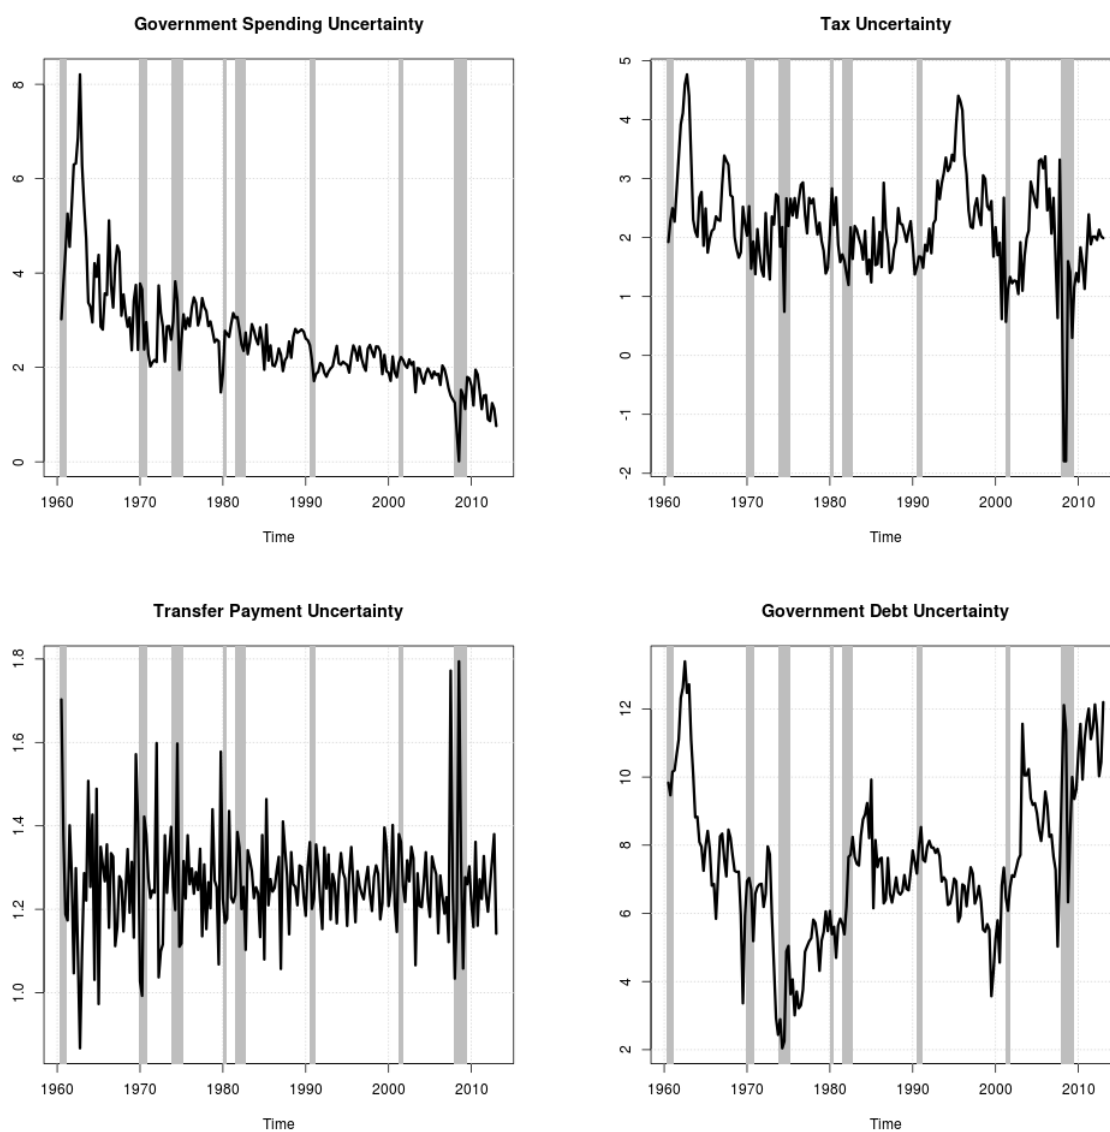 Government Spending Uncertainty
8
6
4
2
0
1960 1970 1980 1990 2000 2010
Time
Tax Uncertainty
5
4
3
2
1
0
-1
-2
1960 1970 1980 1990 2000 2010
Time
Transfer Payment Uncertainty
1.8
1.6
1.4
1.2
1.0
1960 1970 1980 1990 2000 2010
Time
Government Debt Uncertainty
12
10
8
6
4
2
1960 1970 1980 1990 2000 2010
Time